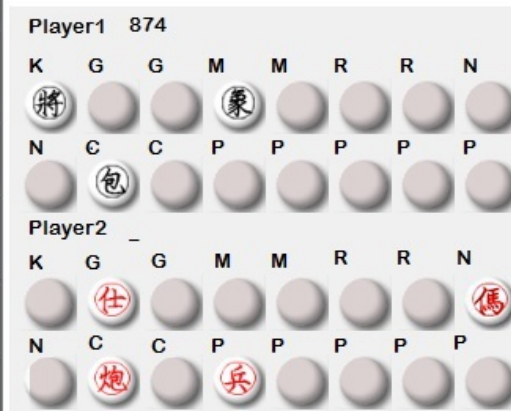 Player1 874
K G G M M R R N
將 象
N C C P P P P P
包
Player2 _
K G G M M R R N
仕 傌
N C C P P P P P
炮 兵